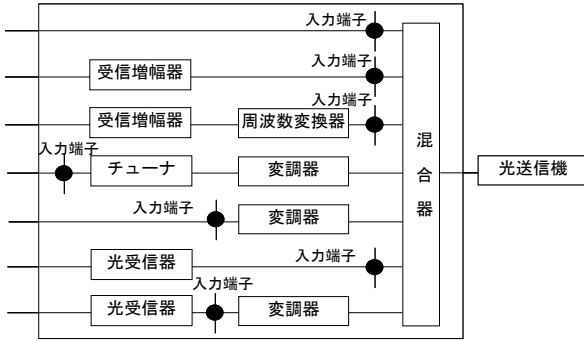 入力端子
受信増幅器
入力端子
受信増幅器
周波数変換器
入力端子
入力端子
チューナ
変調器
入力端子
変調器
光受信器
入力端子
光受信器
入力端子
変調器
混合器
光送信機